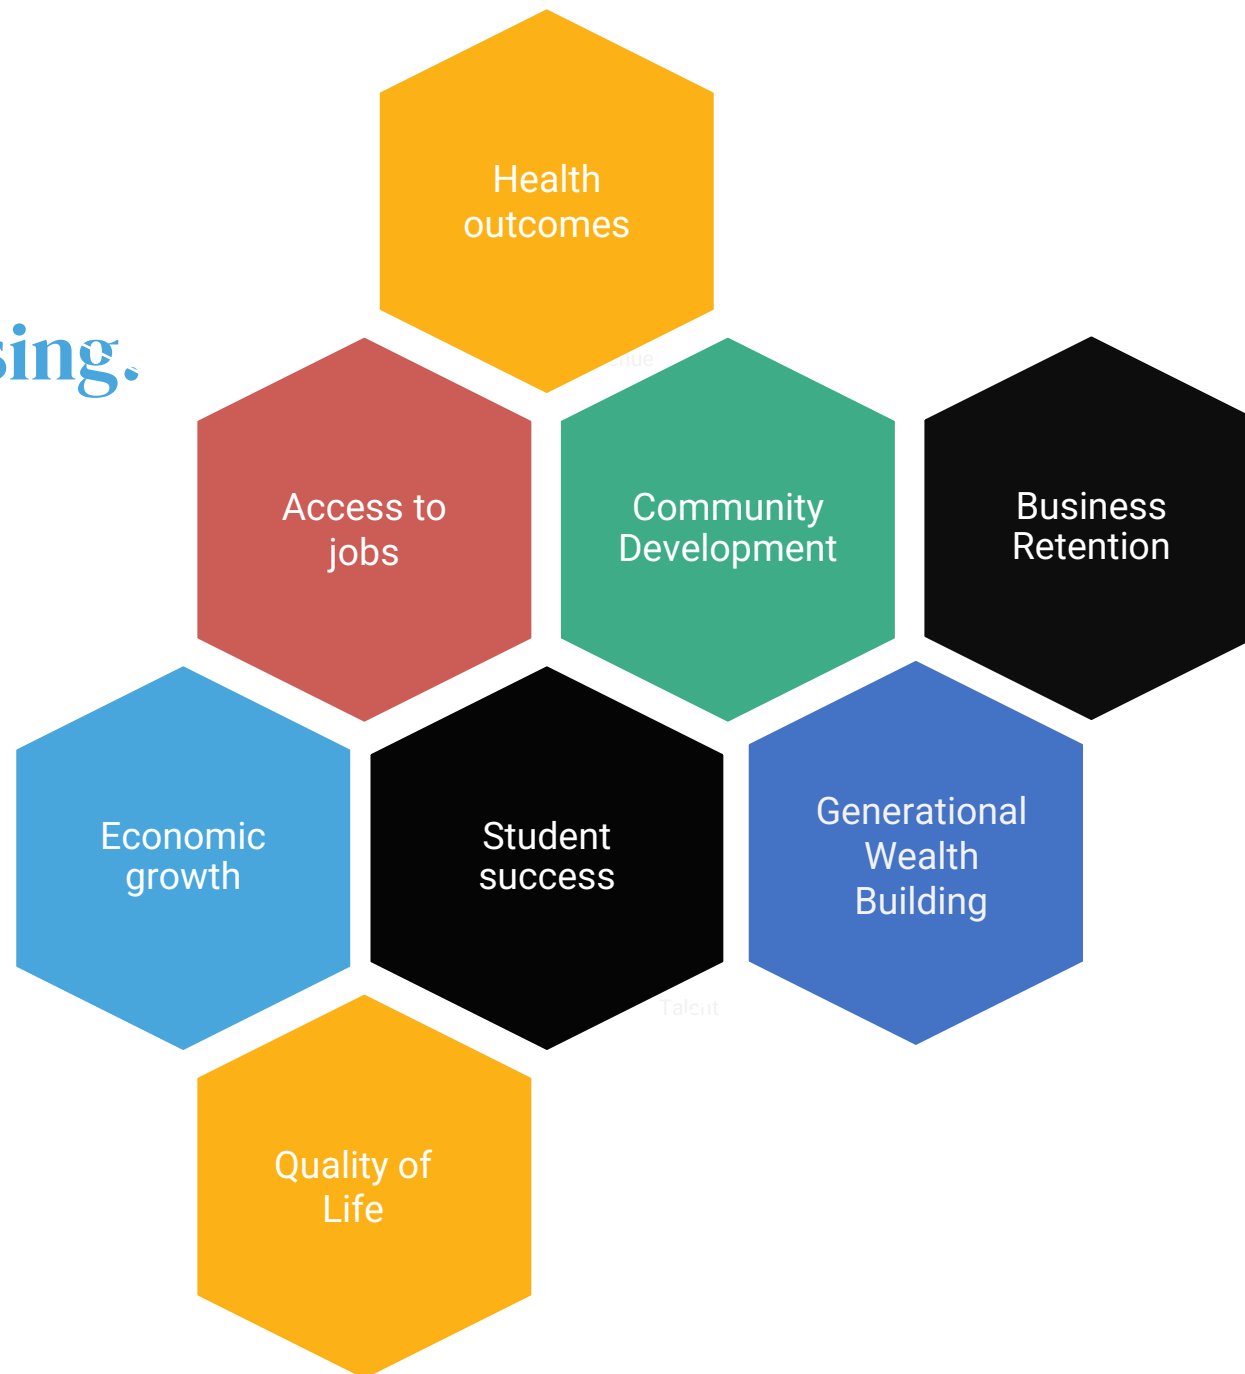 Health
outcomes
sing.
Access to
jobs
Community
Development
Business
Retention
Economic
growth
Student
success
Generational
Wealth
Building
Talent
Quality of
Life